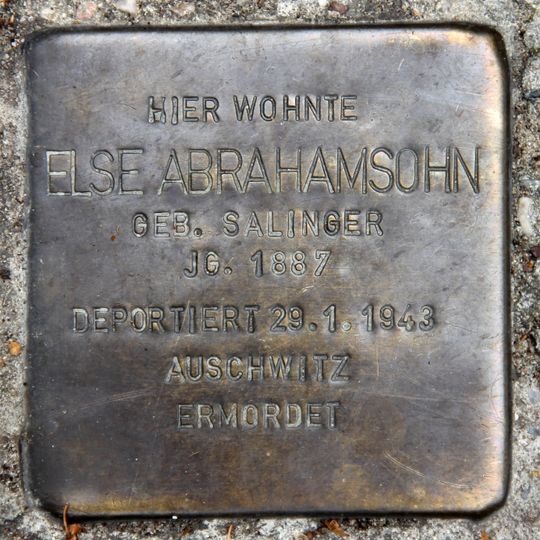 HIER WOHNTE
ELSE ABRAHAMSOHN
GEB. SALINGER
JG. 1887
DEPORTIERT 29.1.1943
AUSCHWITZ
ERMORDET